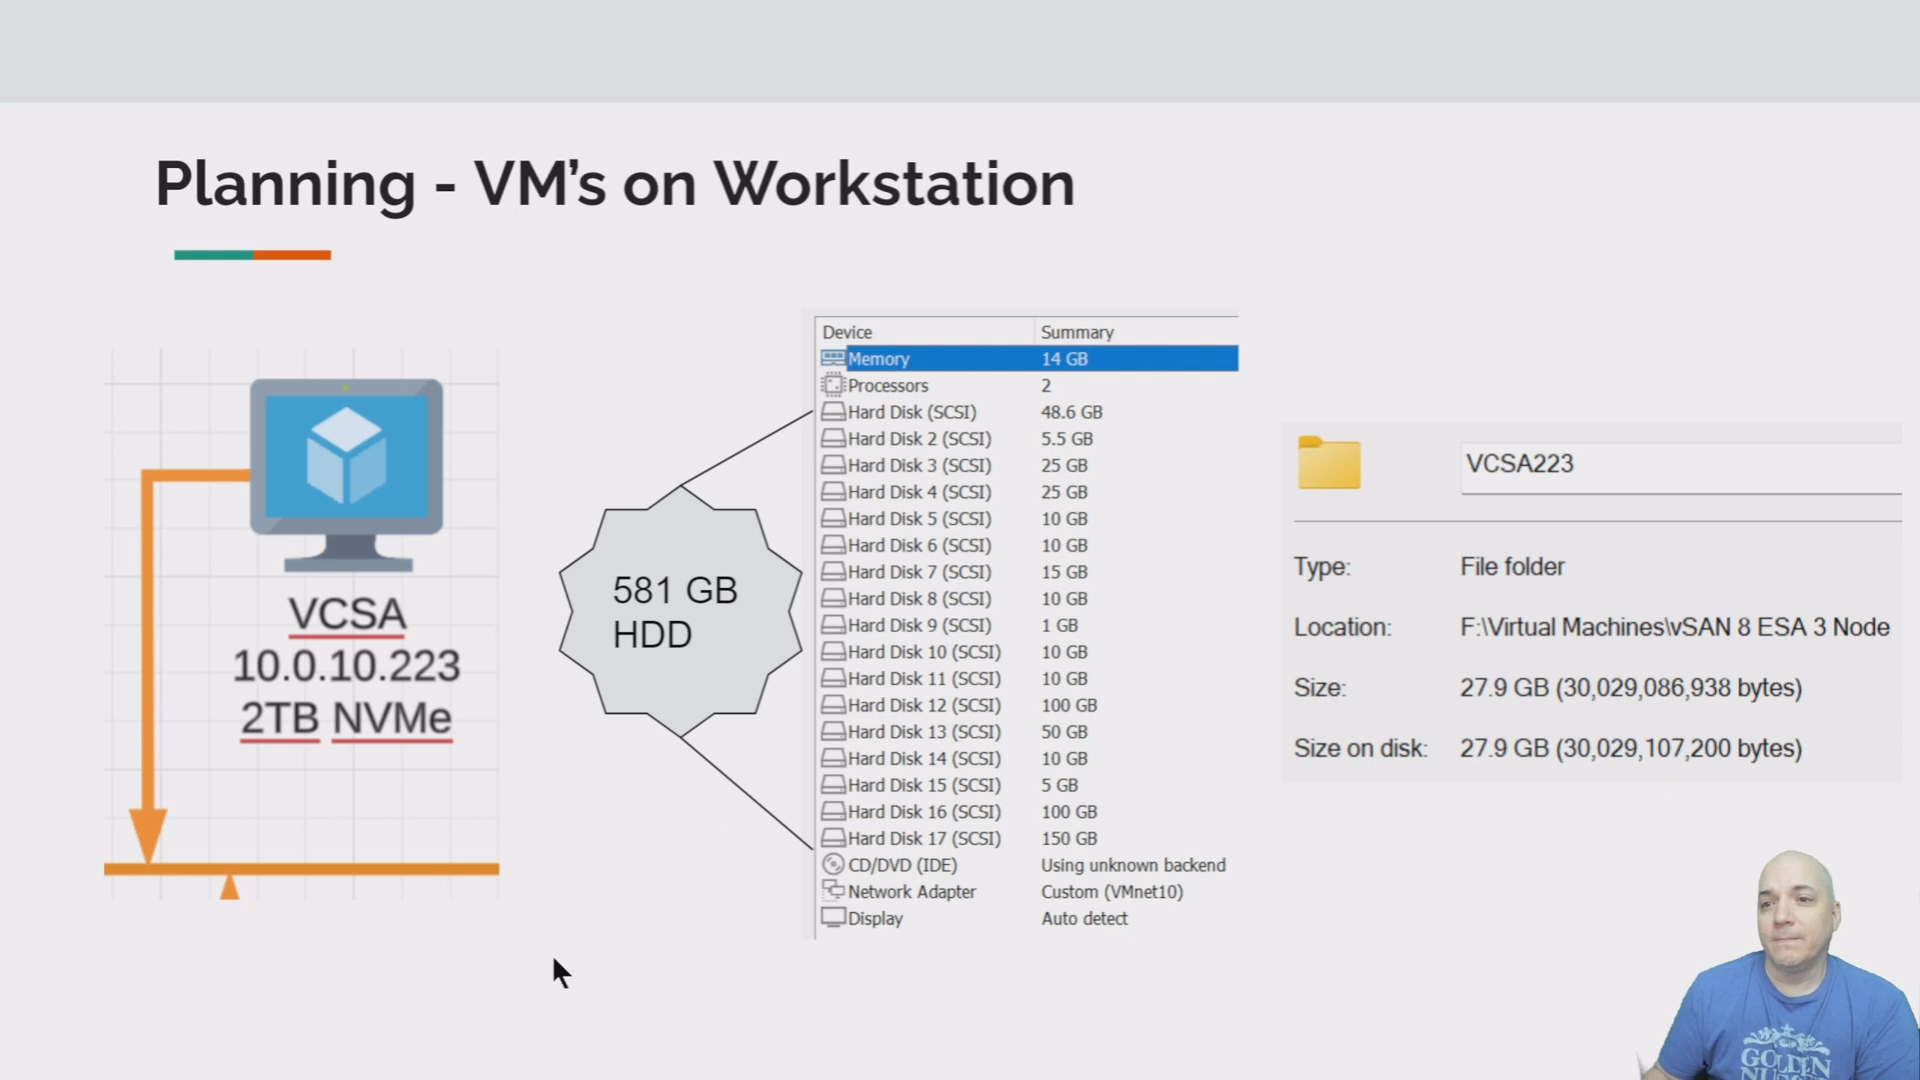 Planning - VM's on Workstation
VCSA
10.0.10.223
2TB NVMe
581 GB
HDD
Device Summary
Memory 14 GB
Processors 2
Hard Disk (SCSI) 48.6 GB
Hard Disk 2 (SCSI) 5.5 GB
Hard Disk 3 (SCSI) 25 GB
Hard Disk 4 (SCSI) 25 GB
Hard Disk 5 (SCSI) 10 GB
Hard Disk 6 (SCSI) 10 GB
Hard Disk 7 (SCSI) 15 GB
Hard Disk 8 (SCSI) 10 GB
Hard Disk 9 (SCSI) 1 GB
Hard Disk 10 (SCSI) 10 GB
Hard Disk 11 (SCSI) 10 GB
Hard Disk 12 (SCSI) 100 GB
Hard Disk 13 (SCSI) 50 GB
Hard Disk 14 (SCSI) 10 GB
Hard Disk 15 (SCSI) 5 GB
Hard Disk 16 (SCSI) 100 GB
Hard Disk 17 (SCSI) 150 GB
CD/DVD (IDE) Using unknown backend
Network Adapter Custom (VMnet10)
Display Auto detect
VCSA223
Type: File folder
Location: F:\Virtual Machines\vSAN 8 ESA 3 Node
Size: 27.9 GB (30,029,086,938 bytes)
Size on disk: 27.9 GB (30,029,107,200 bytes)
GOLDEN